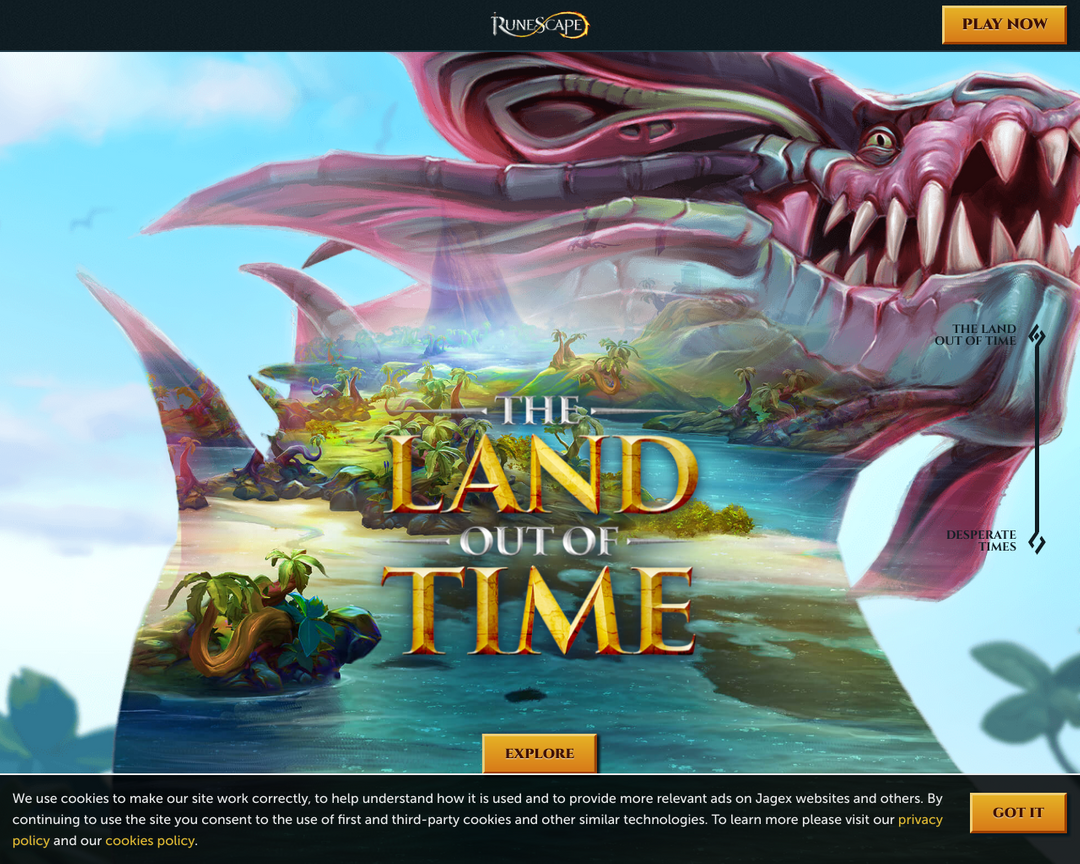 RUNESCAPE
PLAY NOW
THE LAND
OUT OF TIME
THE
LAND
OUT OF
TIME
DESPERATE
TIMES
EXPLORE
We use cookies to make our site work correctly, to help understand how it is used and to provide more relevant ads on Jagex websites and others. By
continuing to use the site you consent to the use of first and third-party cookies and other similar technologies. To learn more please visit our privacy
policy and our cookies policy.
GOT IT